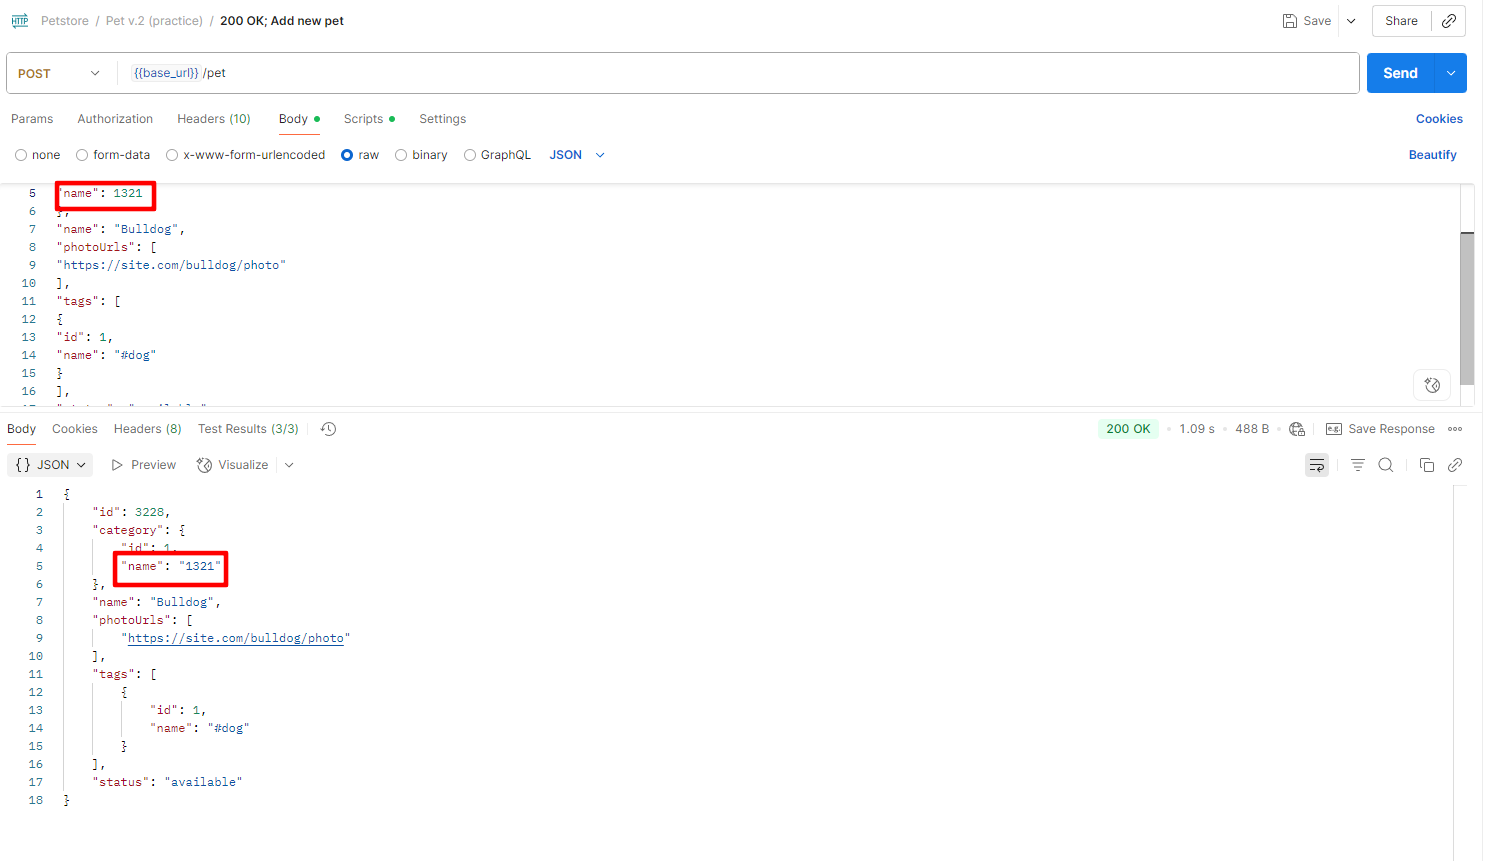 HTTP Petstore / Pet v.2 (practice) / 200 OK; Add new pet Save Share
POST {{base_url}} /pet Send
Params Authorization Headers (10) Body Scripts Settings Cookies
none form-data x-www-form-urlencoded raw binary GraphQL JSON Beautify
5 "name": 1321
6 },
7 "name": "Bulldog",
8 "photoUrls": [
9 "https://site.com/bulldog/photo"
10 ],
11 "tags": [
12 {
13 "id": 1,
14 "name": "#dog"
15 }
16 ],
Body Cookies Headers (8) Test Results (3/3) 200 OK 1.09 s 488 B e.g. Save Response
{} JSON Preview Visualize
1 {
2 "id": 3228,
3 "category": {
4 "id": 1,
5 "name": "1321"
6 },
7 "name": "Bulldog",
8 "photoUrls": [
9 "https://site.com/bulldog/photo"
10 ],
11 "tags": [
12 {
13 "id": 1,
14 "name": "#dog"
15 }
16 ],
17 "status": "available"
18 }